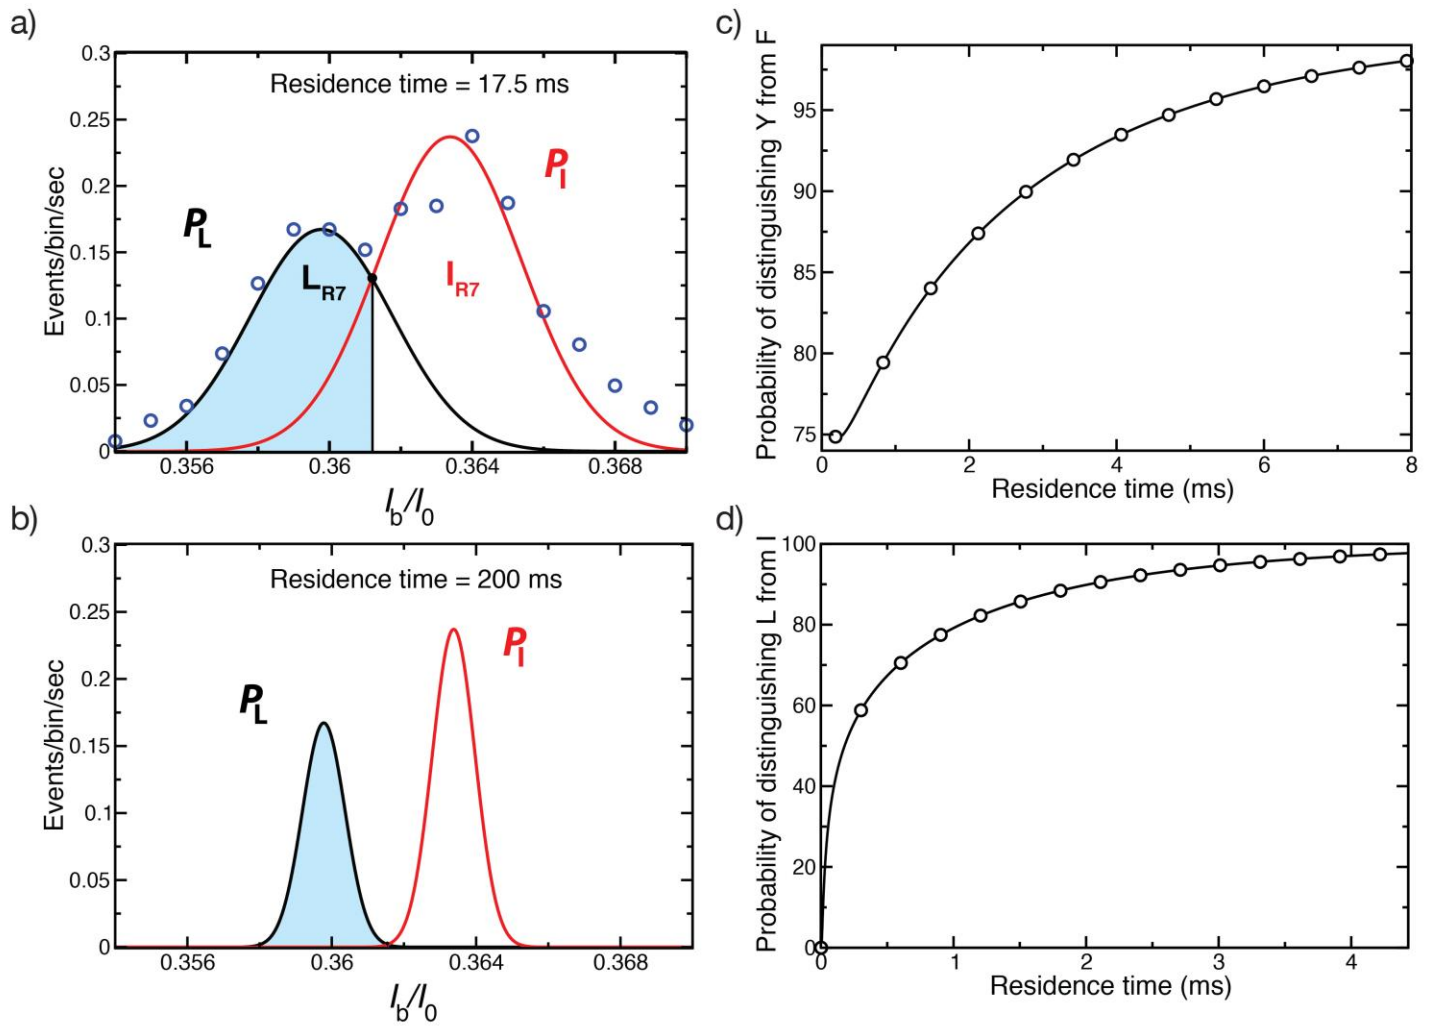 a)
Residence time = 17.5 ms
Events/bin/sec
0.3
0.25
0.2
0.15
0.1
0.05
0
P_L
P_I
L_R7
I_R7
0.356 0.36 0.364 0.368
I_b/I_0
b)
Residence time = 200 ms
Events/bin/sec
0.3
0.25
0.2
0.15
0.1
0.05
0
P_L
P_I
0.356 0.36 0.364 0.368
I_b/I_0
c)
Probability of distinguishing Y from F
95
90
85
80
75
0 2 4 6 8
Residence time (ms)
d)
Probability of distinguishing L from I
100
80
60
40
20
0
0 1 2 3 4
Residence time (ms)